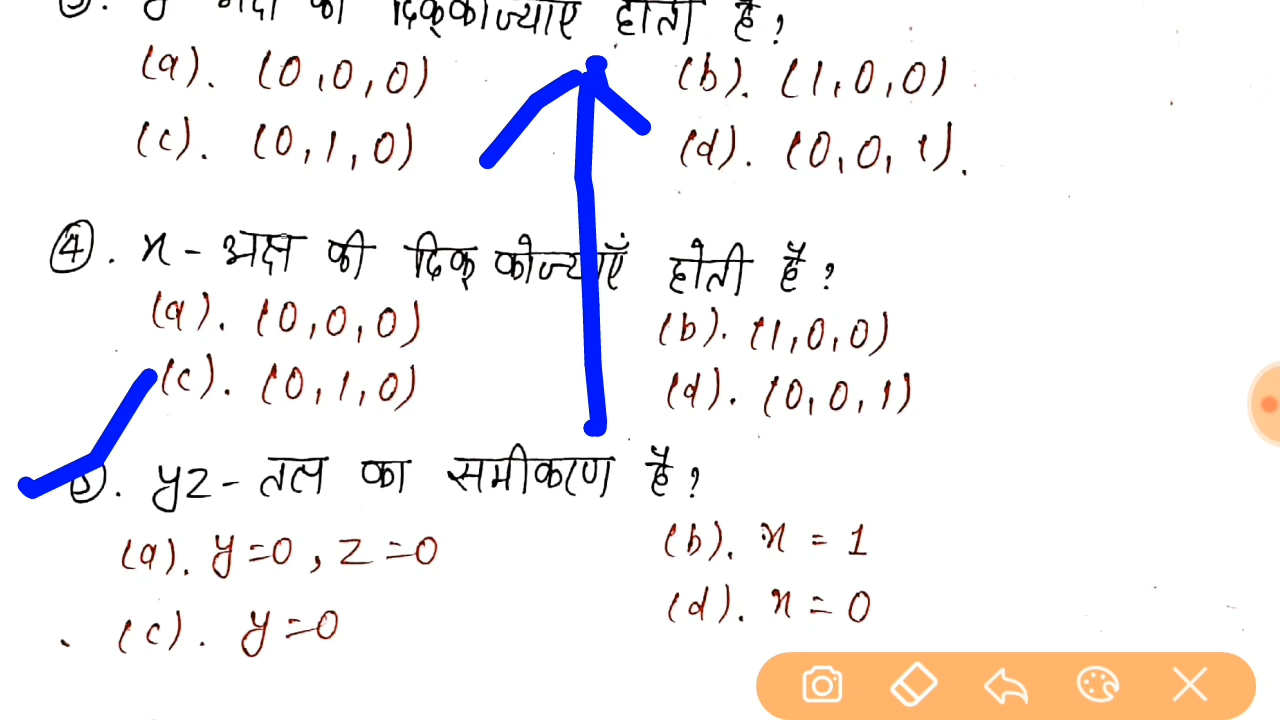 दिक्कोज्याएँ होती है?
(a). (0,0,0) (b). (1,0,0)
(c). (0,1,0) (d). (0,0,1).
④. x - अक्ष की दिक् कोज्याएँ होती है?
(a). (0,0,0) (b). (1,0,0)
(c). (0,1,0) (d). (0,0,1)
yz - तल का समीकरण है?
(a). y=0, z=0 (b). x = 1
(c). y=0 (d). x = 0